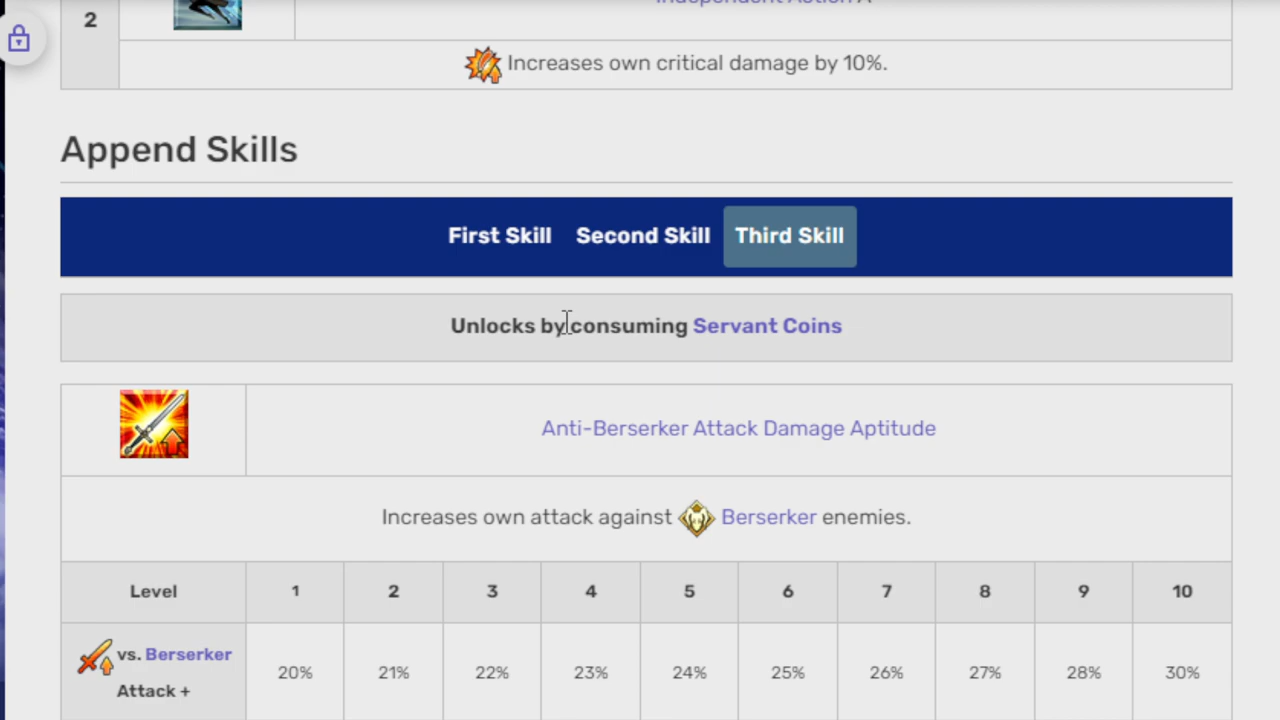 Independent Action A
2
Increases own critical damage by 10%.
Append Skills
First Skill Second Skill Third Skill
Unlocks by consuming Servant Coins
Anti-Berserker Attack Damage Aptitude
Increases own attack against Berserker enemies.
Level 1 2 3 4 5 6 7 8 9 10
vs. Berserker
Attack + 20% 21% 22% 23% 24% 25% 26% 27% 28% 30%